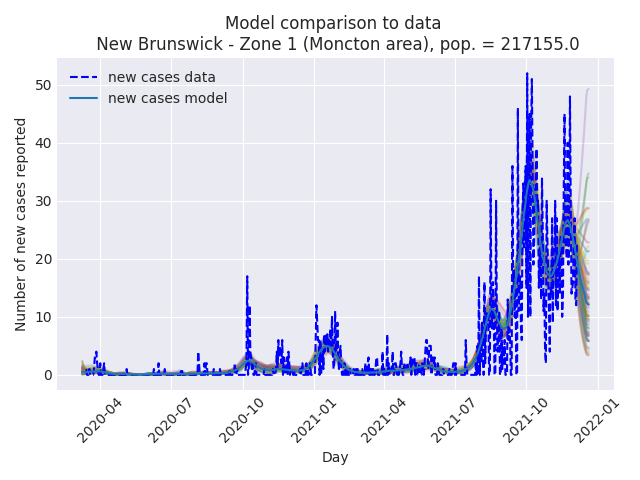 Model comparison to data
New Brunswick - Zone 1 (Moncton area), pop. = 217155.0
new cases data
new cases model
Number of new cases reported
50
40
30
20
10
0
2020-04
2020-07
2020-10
2021-01
2021-04
2021-07
2021-10
2022-01
Day